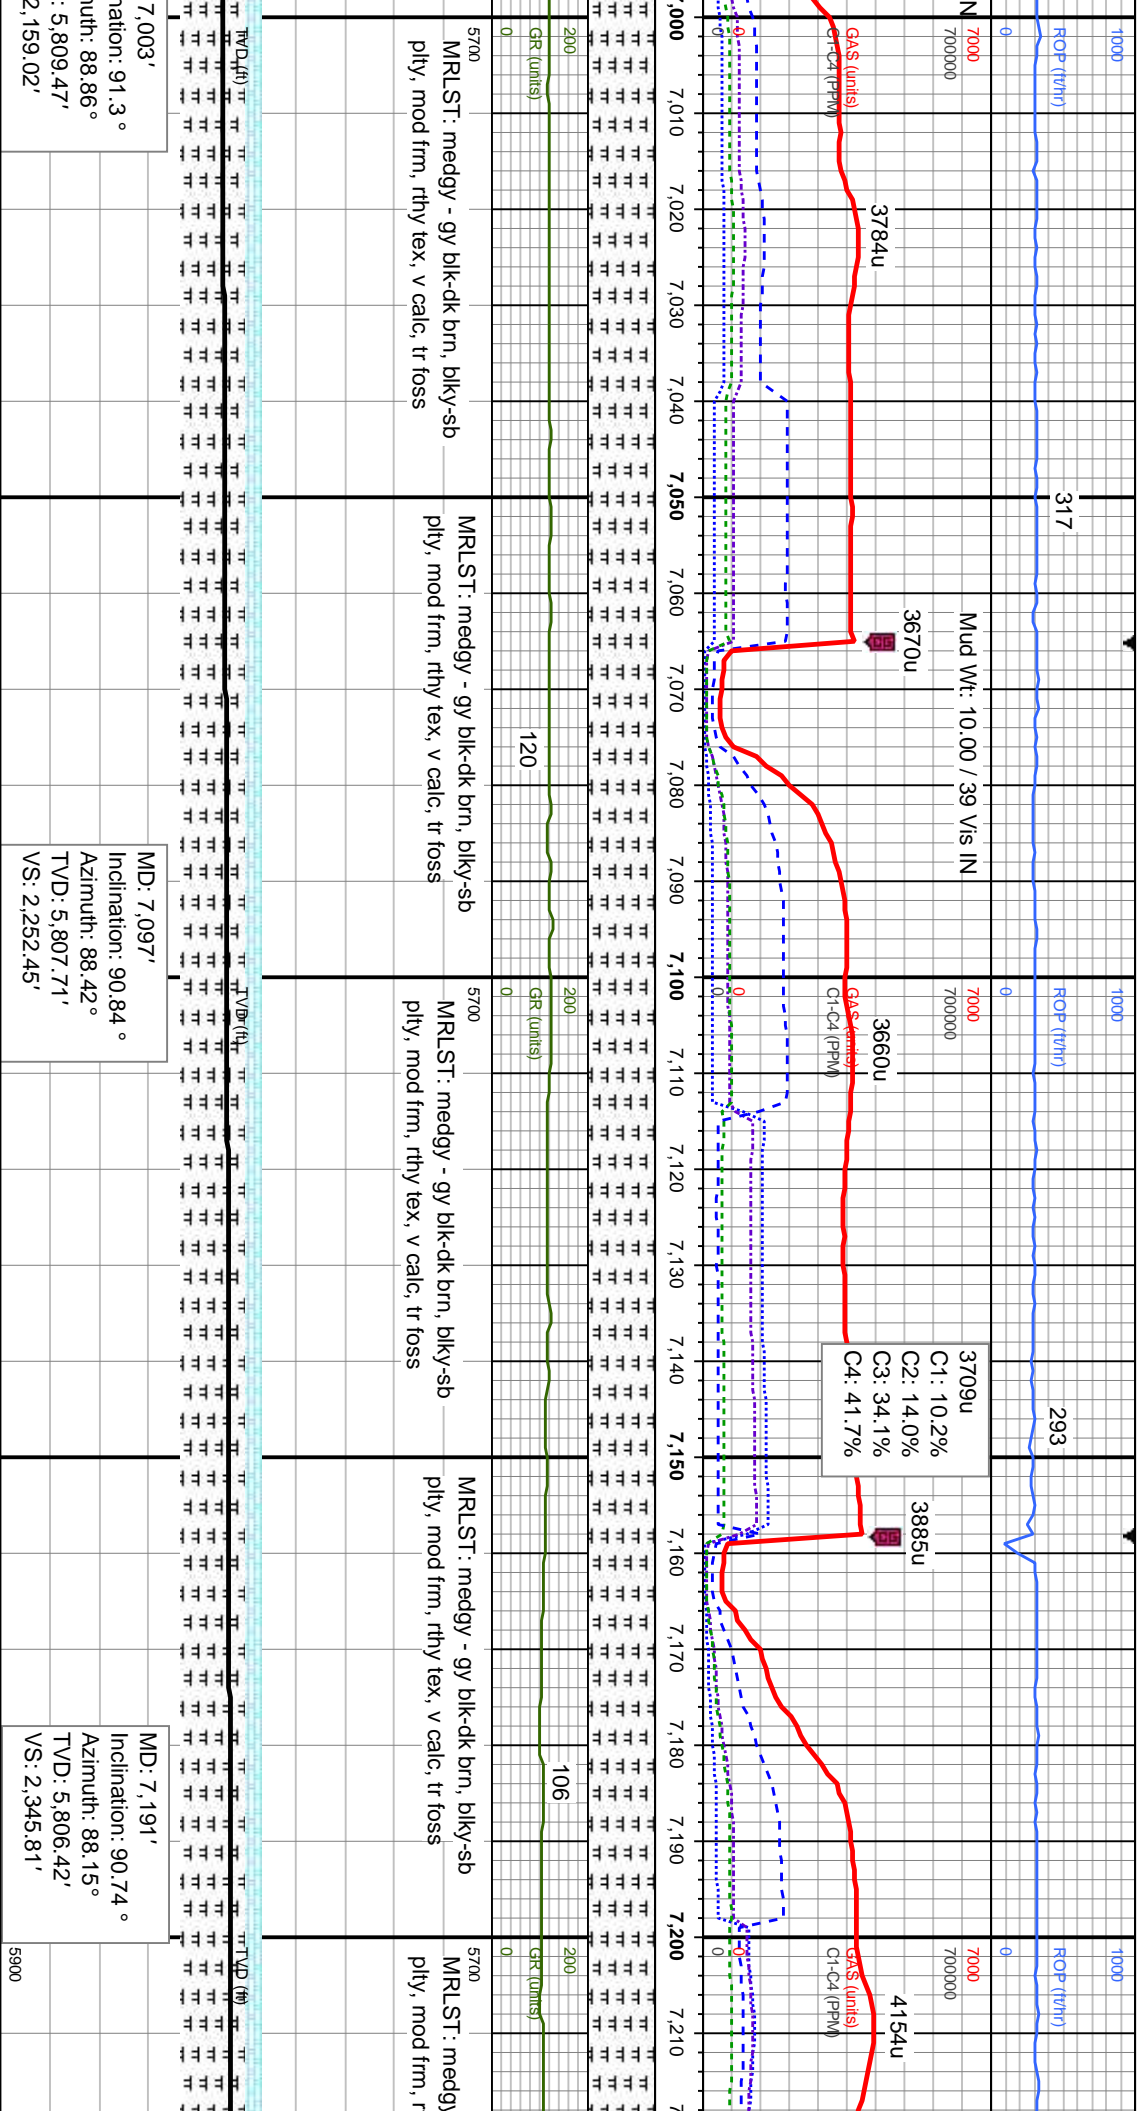 ROP (ft/hr)
1000
0
317
293
ROP (ft/hr)
1000
0
ROP (ft/hr)
1000
0
N
7000
700000
GAS (units)
C1-C4 (PPM)
0
0
3784u
Mud Wt: 10.00 / 39 Vis IN
3670u
7000
700000
GAS (units)
C1-C4 (PPM)
0
0
3660u
3709u
C1: 10.2%
C2: 14.0%
C3: 34.1%
C4: 41.7%
3885u
7000
700000
GAS (units)
C1-C4 (PPM)
0
0
4154u
,000
7,010
7,020
7,030
7,040
7,050
7,060
7,070
7,080
7,090
7,100
7,110
7,120
7,130
7,140
7,150
7,160
7,170
7,180
7,190
7,200
7,210
200
GR (units)
0
120
200
GR (units)
0
106
200
GR (units)
0
5700
MRLST: medgy - gy blk-dk brn, blky-sb
plty, mod frm, rthy tex, v calc, tr foss
MRLST: medgy - gy blk-dk brn, blky-sb
plty, mod frm, rthy tex, v calc, tr foss
5700
MRLST: medgy - gy blk-dk brn, blky-sb
plty, mod frm, rthy tex, v calc, tr foss
MRLST: medgy - gy blk-dk brn, blky-sb
plty, mod frm, rthy tex, v calc, tr foss
5700
MRLST: medgy
plty, mod frm, r
TVD (ft)
TVD (ft)
TVD (ft)
7,003'
nation: 91.3 °
nuth: 88.86 °
: 5,809.47'
2,159.02'
MD: 7,097'
Inclination: 90.84 °
Azimuth: 88.42 °
TVD: 5,807.71'
VS: 2,252.45'
MD: 7,191'
Inclination: 90.74 °
Azimuth: 88.15°
TVD: 5,806.42'
VS: 2,345.81'
5900